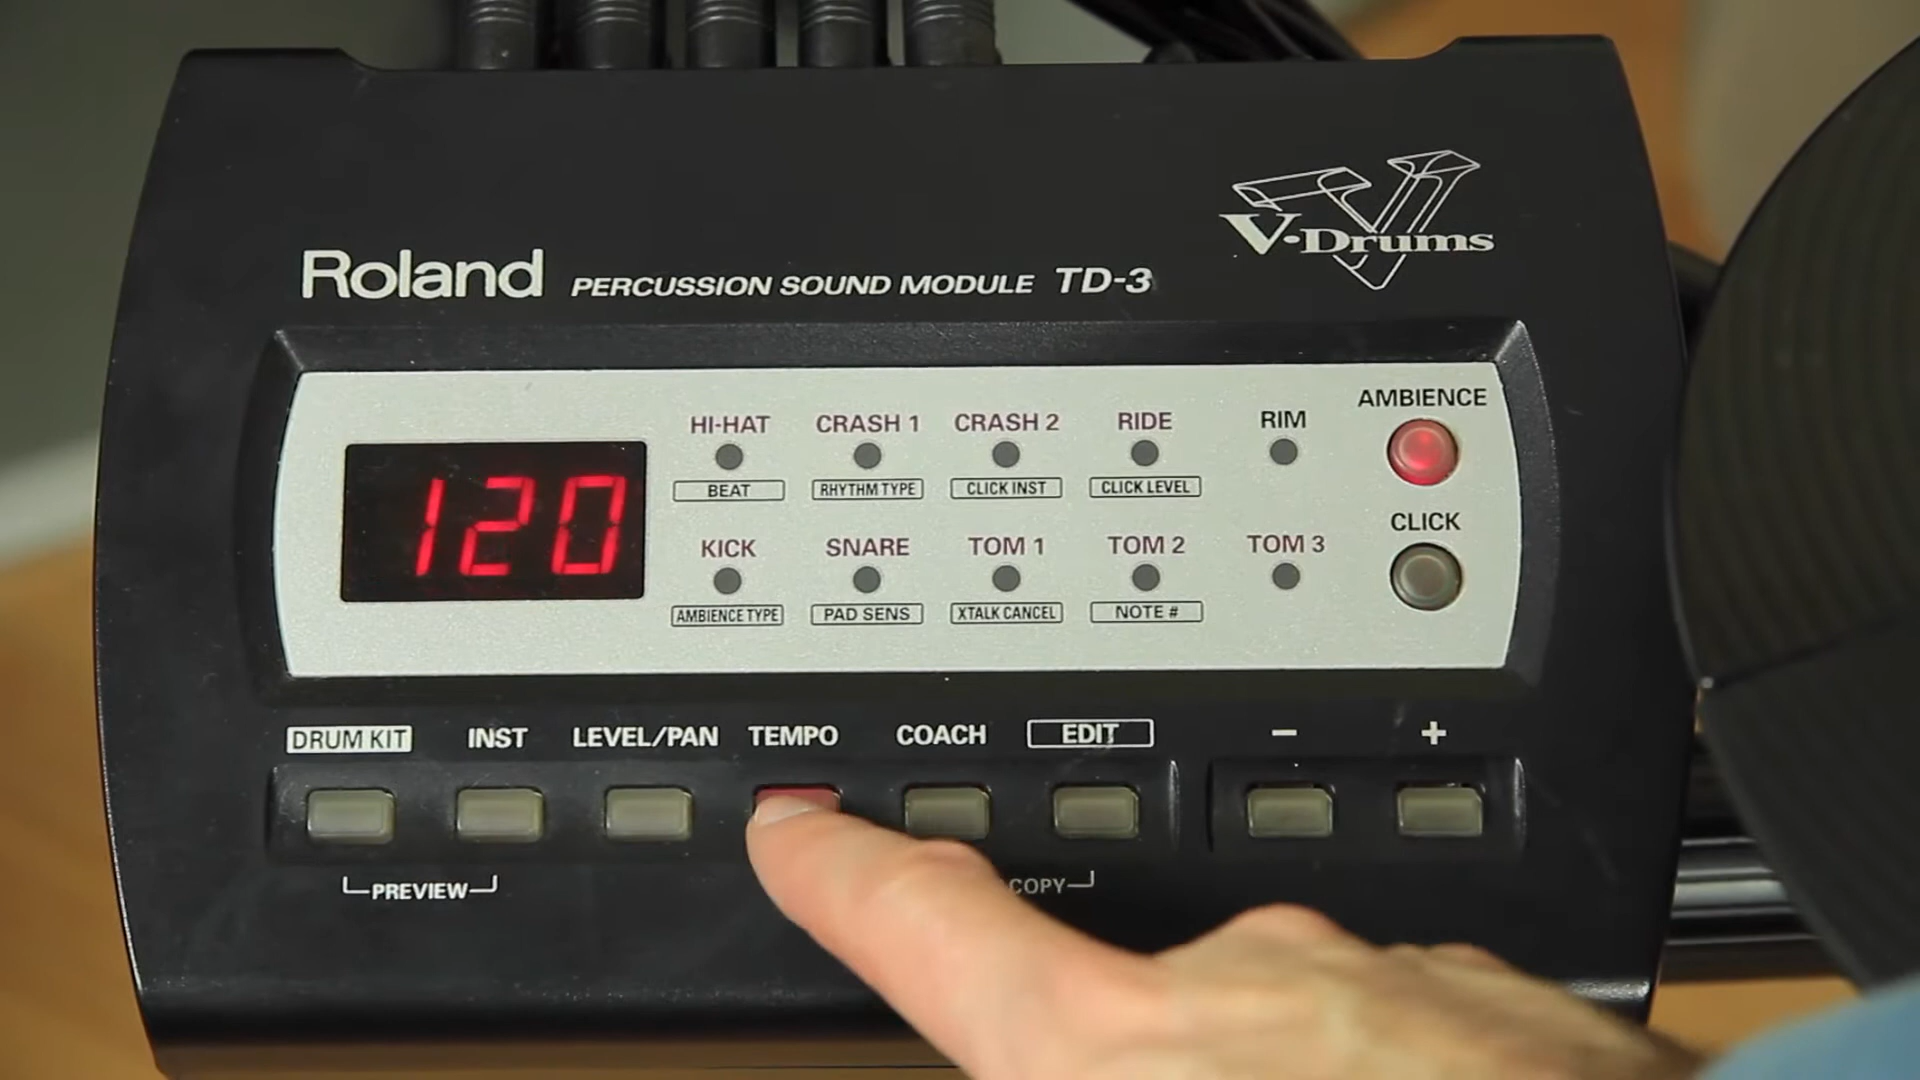 V-Drums
Roland PERCUSSION SOUND MODULE TD-3
AMBIENCE
HI-HAT CRASH 1 CRASH 2 RIDE RIM
BEAT RHYTHM TYPE CLICK INST CLICK LEVEL
120
CLICK
KICK SNARE TOM 1 TOM 2 TOM 3
AMBIENCE TYPE PAD SENS XTALK CANCEL NOTE #
DRUM KIT INST LEVEL/PAN TEMPO COACH EDIT - +
PREVIEW COPY